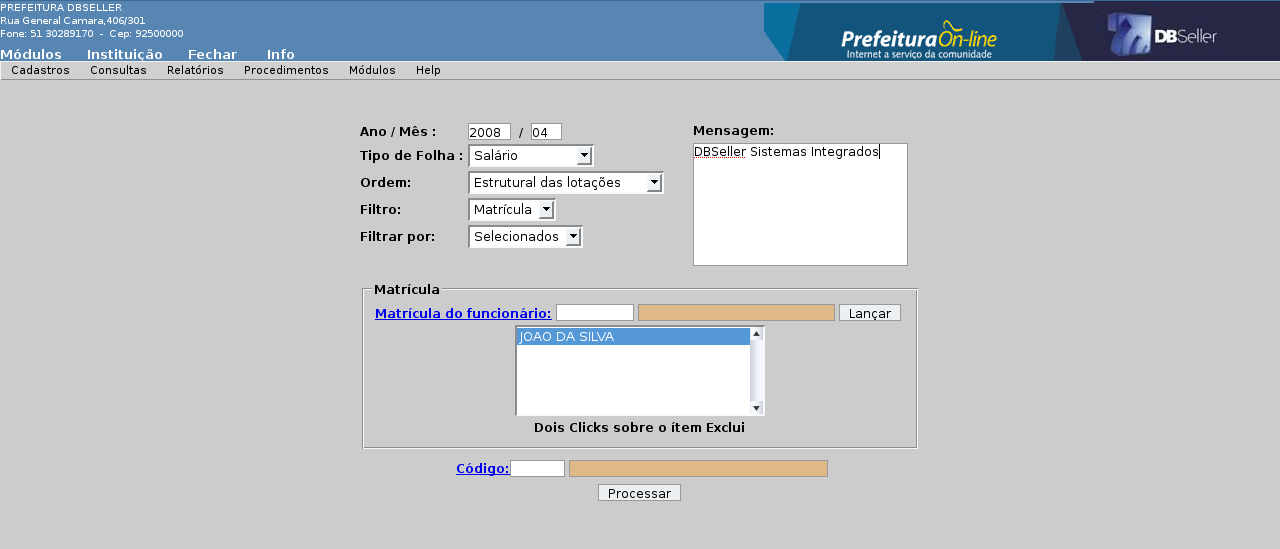 PREFEITURA DBSELLER
Rua General Camara,406/301
Fone: 51 30289170 - Cep: 92500000
Módulos Instituição Fechar Info
PrefeituraOn-line
Internet a serviço da comunidade
DBSeller
Cadastros Consultas Relatórios Procedimentos Módulos Help
Ano / Mês : 2008 / 04
Tipo de Folha : Salário
Ordem: Estrutural das lotações
Filtro: Matrícula
Filtrar por: Selecionados
Mensagem:
DBSeller Sistemas Integrados
Matrícula
Matrícula do funcionário: Lançar
JOAO DA SILVA
Dois Clicks sobre o ítem Exclui
Código:
Processar